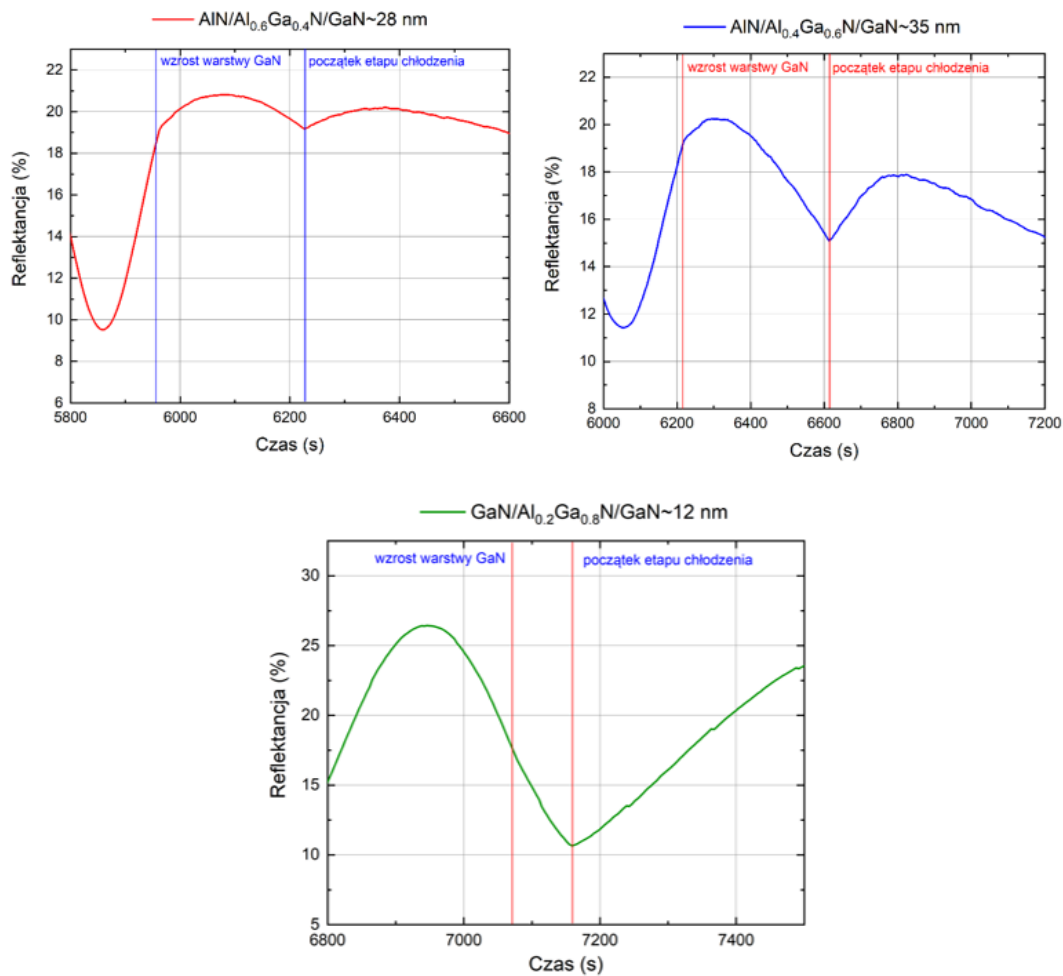 AlN/Al0.6Ga0.4N/GaN~28 nm
wzrost warstwy GaN
początek etapu chłodzenia
22
20
18
16
14
12
10
8
6
Reflektancja (%)
5800
6000
6200
6400
6600
Czas (s)
AlN/Al0.4Ga0.6N/GaN~35 nm
wzrost warstwy GaN
początek etapu chłodzenia
22
20
18
16
14
12
10
8
Reflektancja (%)
6000
6200
6400
6600
6800
7000
7200
Czas (s)
GaN/Al0.2Ga0.8N/GaN~12 nm
wzrost warstwy GaN
początek etapu chłodzenia
30
25
20
15
10
5
Reflektancja (%)
6800
7000
7200
7400
Czas (s)